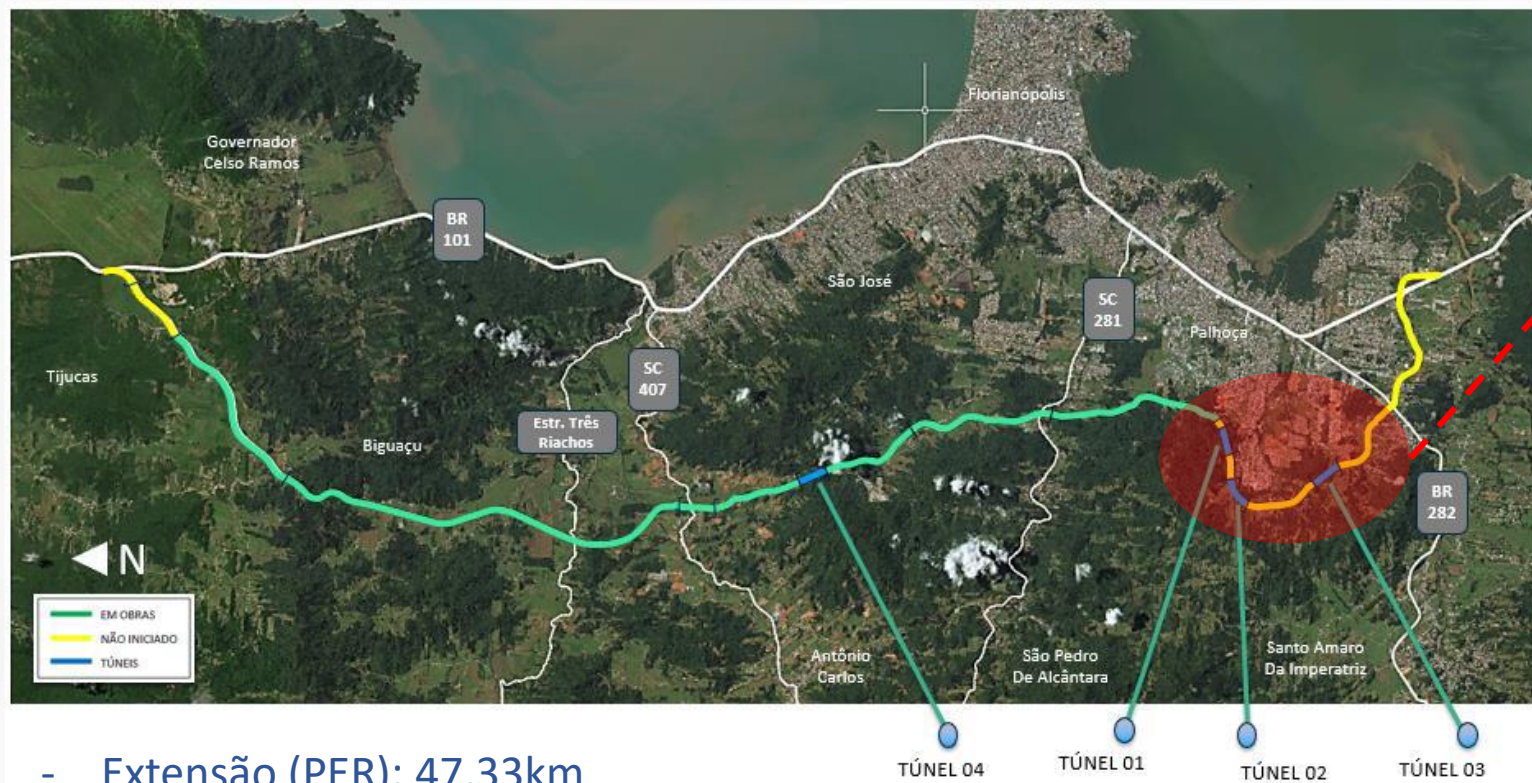 Florianópolis
Governador
Celso Ramos
BR
101
São José
SC
281
Palhoça
Tijucas
SC
407
Estr. Três
Riachos
Biguaçu
BR
282
N
EM OBRAS
NÃO INICIADO
TÚNEIS
Antônio
Carlos
São Pedro
De Alcântara
Santo Amaro
Da Imperatriz
TÚNEL 04
TÚNEL 01
TÚNEL 02
TÚNEL 03
- Extensão (PER): 47,33km